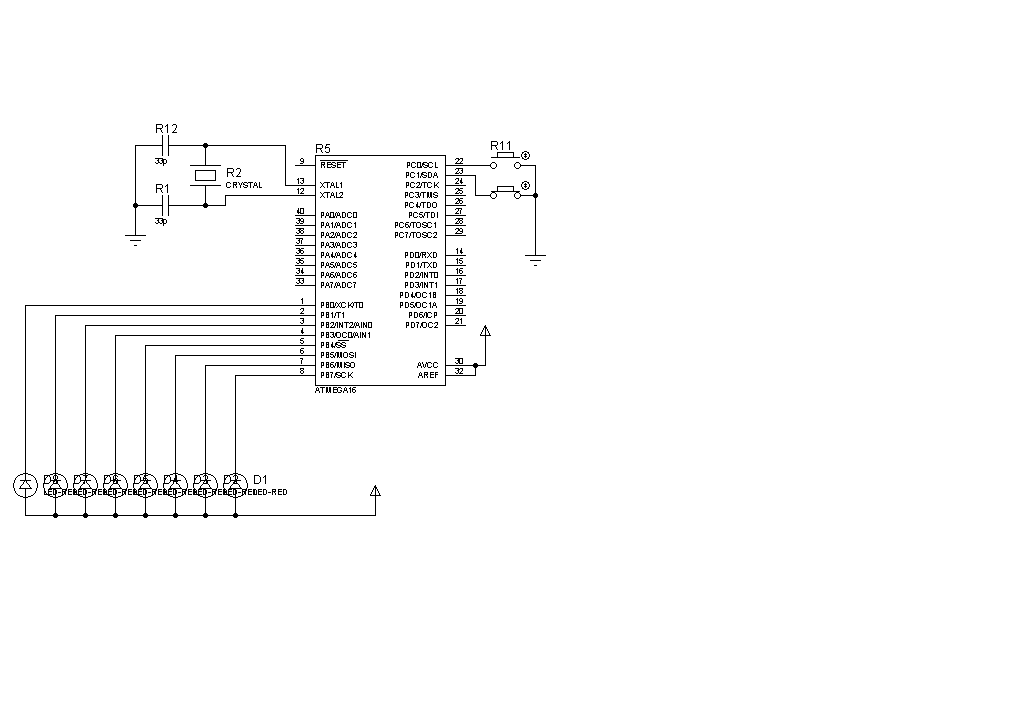 R12
33p
R2
CRYSTAL
R1
33p
R5
9 RESET
13 XTAL1
12 XTAL2
40 PA0/ADC0
39 PA1/ADC1
38 PA2/ADC2
37 PA3/ADC3
36 PA4/ADC4
35 PA5/ADC5
34 PA6/ADC6
33 PA7/ADC7
1 PB0/XCK/T0
2 PB1/T1
3 PB2/INT2/AIN0
4 PB3/OC0/AIN1
5 PB4/SS
6 PB5/MOSI
7 PB6/MISO
8 PB7/SCK
PC0/SCL 22
PC1/SDA 23
PC2/TCK 24
PC3/TMS 25
PC4/TDO 26
PC5/TDI 27
PC6/TOSC1 28
PC7/TOSC2 29
PD0/RXD 14
PD1/TXD 15
PD2/INT0 16
PD3/INT1 17
PD4/OC1B 18
PD5/OC1A 19
PD6/ICP 20
PD7/OC2 21
AVCC 30
AREF 32
ATMEGA16
R11
D1
LED-RED